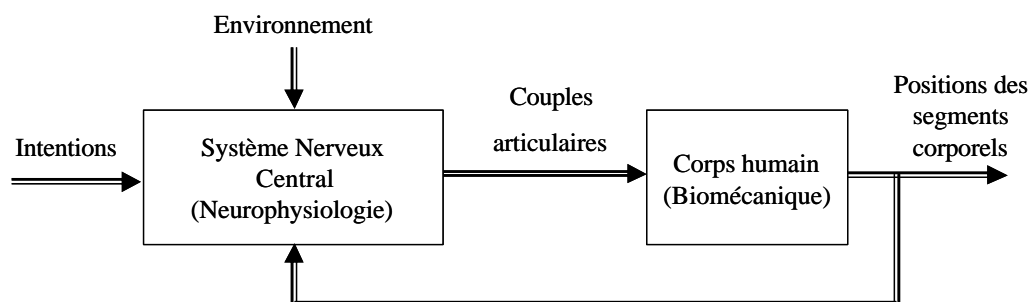 Environnement
Intentions
Système Nerveux
Central
(Neurophysiologie)
Couples
articulaires
Corps humain
(Biomécanique)
Positions des
segments
corporels